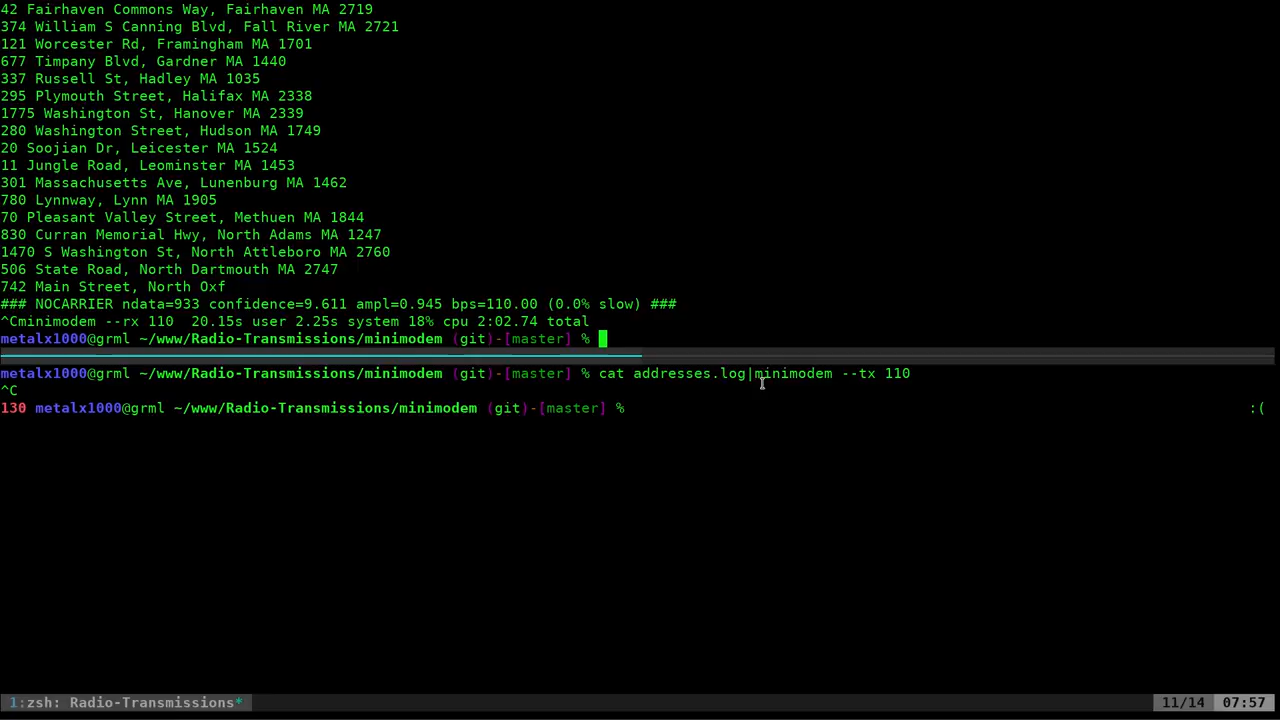 42 Fairhaven Commons Way, Fairhaven MA 2719
374 William S Canning Blvd, Fall River MA 2721
121 Worcester Rd, Framingham MA 1701
677 Timpany Blvd, Gardner MA 1440
337 Russell St, Hadley MA 1035
295 Plymouth Street, Halifax MA 2338
1775 Washington St, Hanover MA 2339
280 Washington Street, Hudson MA 1749
20 Soojian Dr, Leicester MA 1524
11 Jungle Road, Leominster MA 1453
301 Massachusetts Ave, Lunenburg MA 1462
780 Lynnway, Lynn MA 1905
70 Pleasant Valley Street, Methuen MA 1844
830 Curran Memorial Hwy, North Adams MA 1247
1470 S Washington St, North Attleboro MA 2760
506 State Road, North Dartmouth MA 2747
742 Main Street, North Oxf
### NOCARRIER ndata=933 confidence=9.611 ampl=0.945 bps=110.00 (0.0% slow) ###
^Cminimodem --rx 110  20.15s user 2.25s system 18% cpu 2:02.74 total
metalx1000@grml ~/www/Radio-Transmissions/minimodem (git)-[master] %
metalx1000@grml ~/www/Radio-Transmissions/minimodem (git)-[master] % cat addresses.log|minimodem --tx 110
^C
130 metalx1000@grml ~/www/Radio-Transmissions/minimodem (git)-[master] % :(
1:zsh: Radio-Transmissions* 11/14 07:57